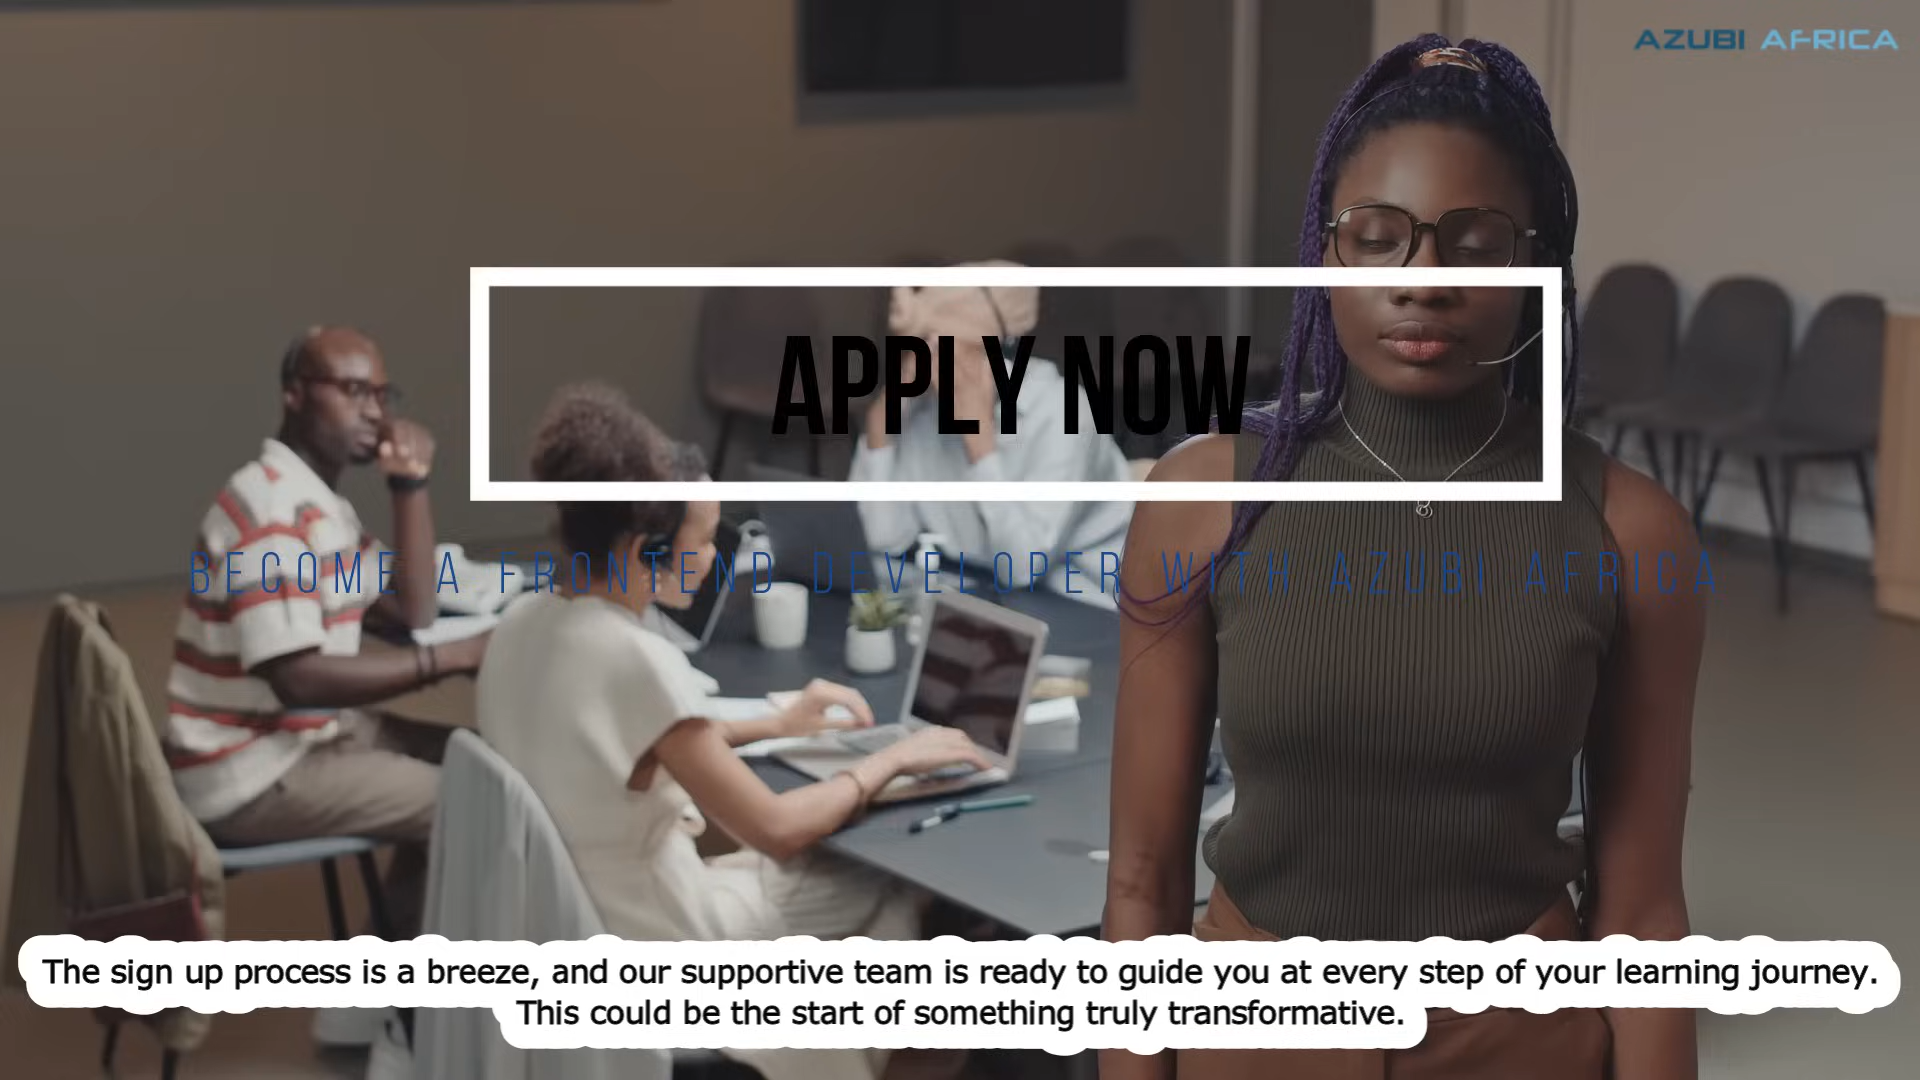 AZUBI AFRICA
APPLY NOW
BECOME A FRONTEND DEVELOPER WITH AZUBI AFRICA
The sign up process is a breeze, and our supportive team is ready to guide you at every step of your learning journey.
This could be the start of something truly transformative.